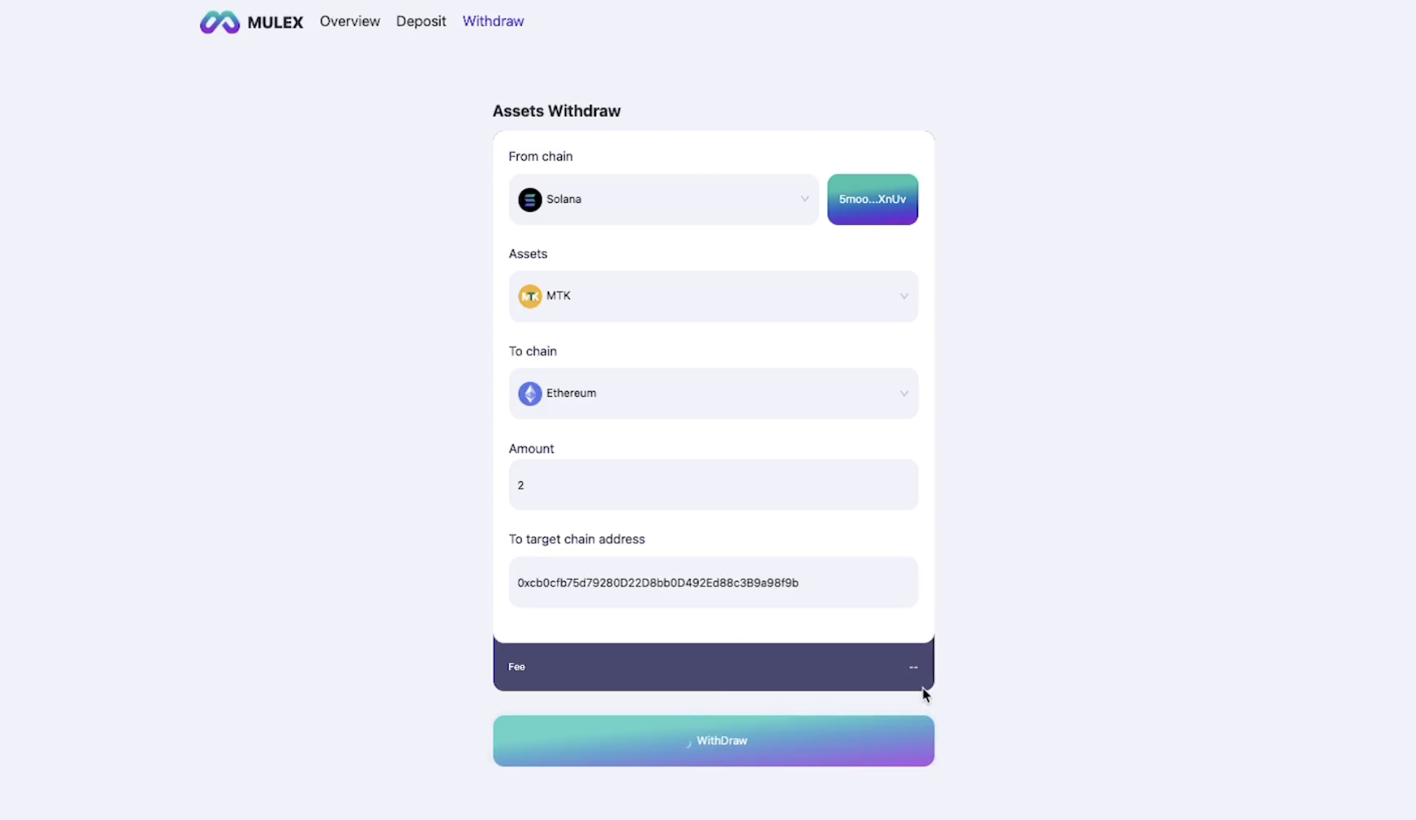 MULEX Overview Deposit Withdraw
Assets Withdraw
From chain
Solana 5moo...XnUv
Assets
MTK MTK
To chain
Ethereum
Amount
2
To target chain address
0xcb0cfb75d79280D22D8bb0D492Ed88c3B9a98f9b
Fee --
WithDraw